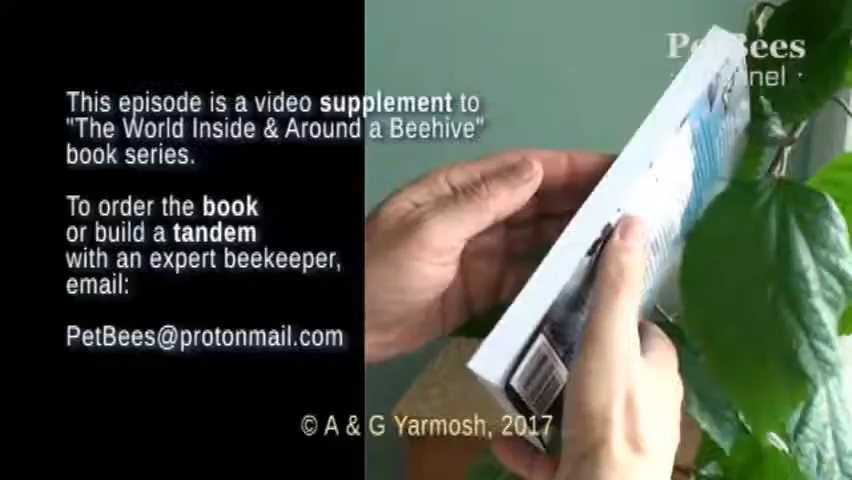 PetBees
This episode is a video supplement to
"The World Inside & Around a Beehive"
book series.
To order the book
or build a tandem
with an expert beekeeper,
email:
PetBees@protonmail.com
© A & G Yarmosh, 2017